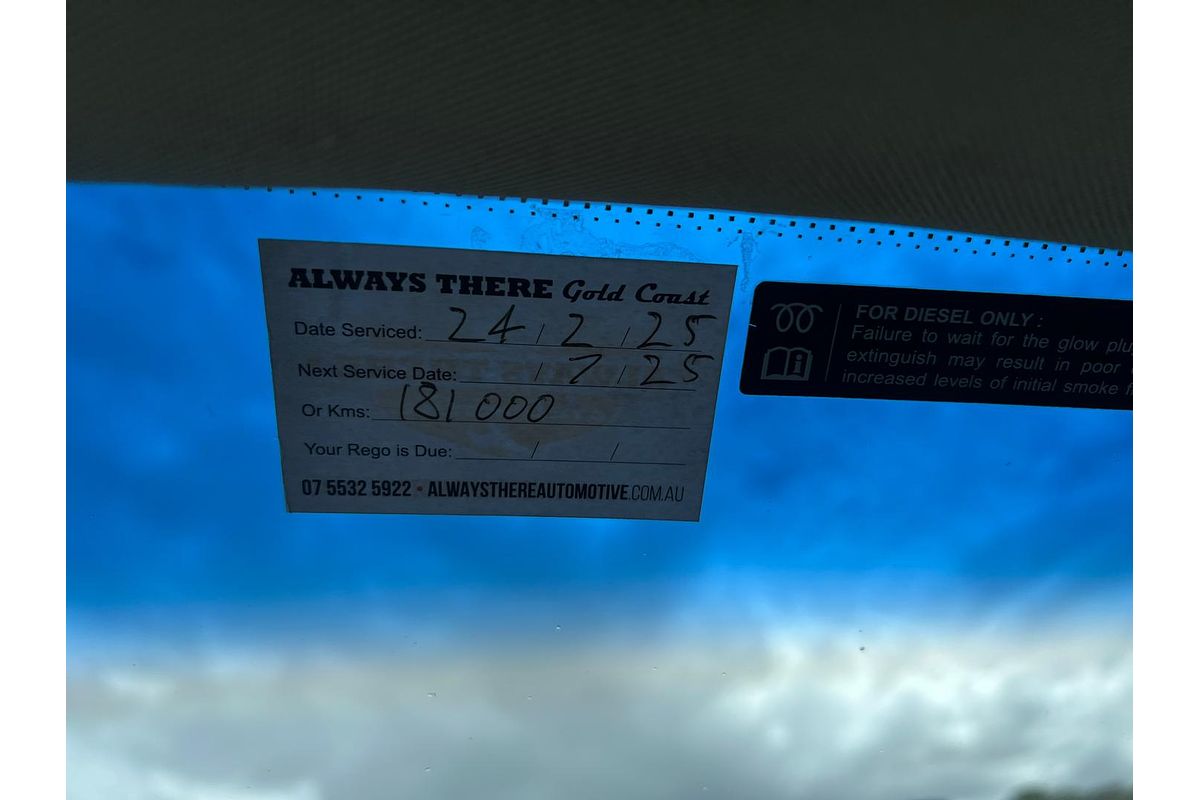 ALWAYS THERE Gold Coast
Date Serviced: 24 / 2 / 25
Next Service Date: / 7 / 25
Or Kms: 181 000
Your Rego is Due: / /
07 5532 5922 • ALWAYSTHEREAUTOMOTIVE.COM.AU
FOR DIESEL ONLY :
Failure to wait for the glow
extinguish may result in poor
increased levels of initial smoke